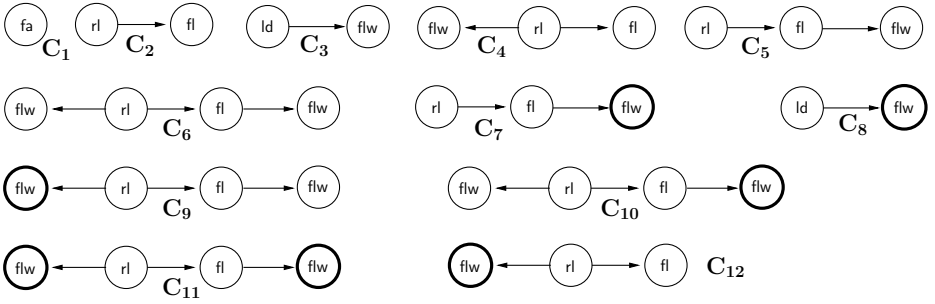 fa C₁ rl C₂ fl ld C₃ flw flw C₄ rl fl rl C₅ fl flw
flw rl C₆ fl flw rl C₇ fl flw ld C₈ flw
flw rl C₉ fl flw flw rl C₁₀ fl flw
flw rl C₁₁ fl flw flw rl fl C₁₂